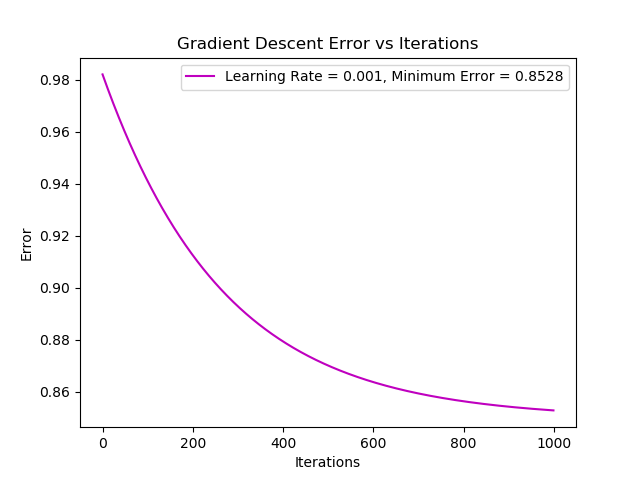 Gradient Descent Error vs Iterations
Learning Rate = 0.001, Minimum Error = 0.8528
Error
0.98
0.96
0.94
0.92
0.90
0.88
0.86
0 200 400 600 800 1000
Iterations